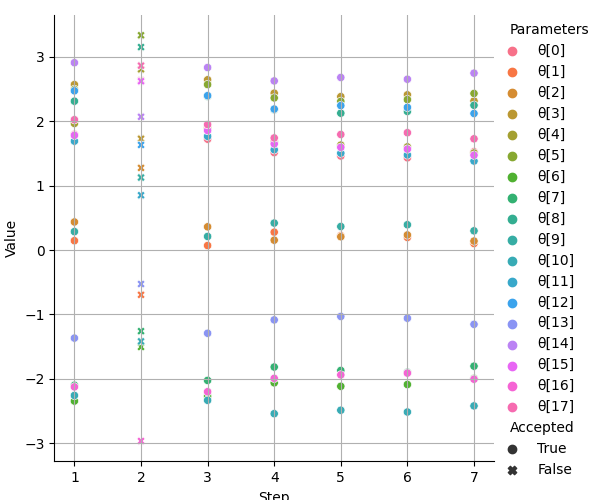 Parameters
θ[0]
θ[1]
θ[2]
θ[3]
θ[4]
θ[5]
θ[6]
θ[7]
θ[8]
θ[9]
θ[10]
θ[11]
θ[12]
θ[13]
θ[14]
θ[15]
θ[16]
θ[17]
Accepted
True
False
Value
3
2
1
0
−1
−2
−3
1 2 3 4 5 6 7
Step